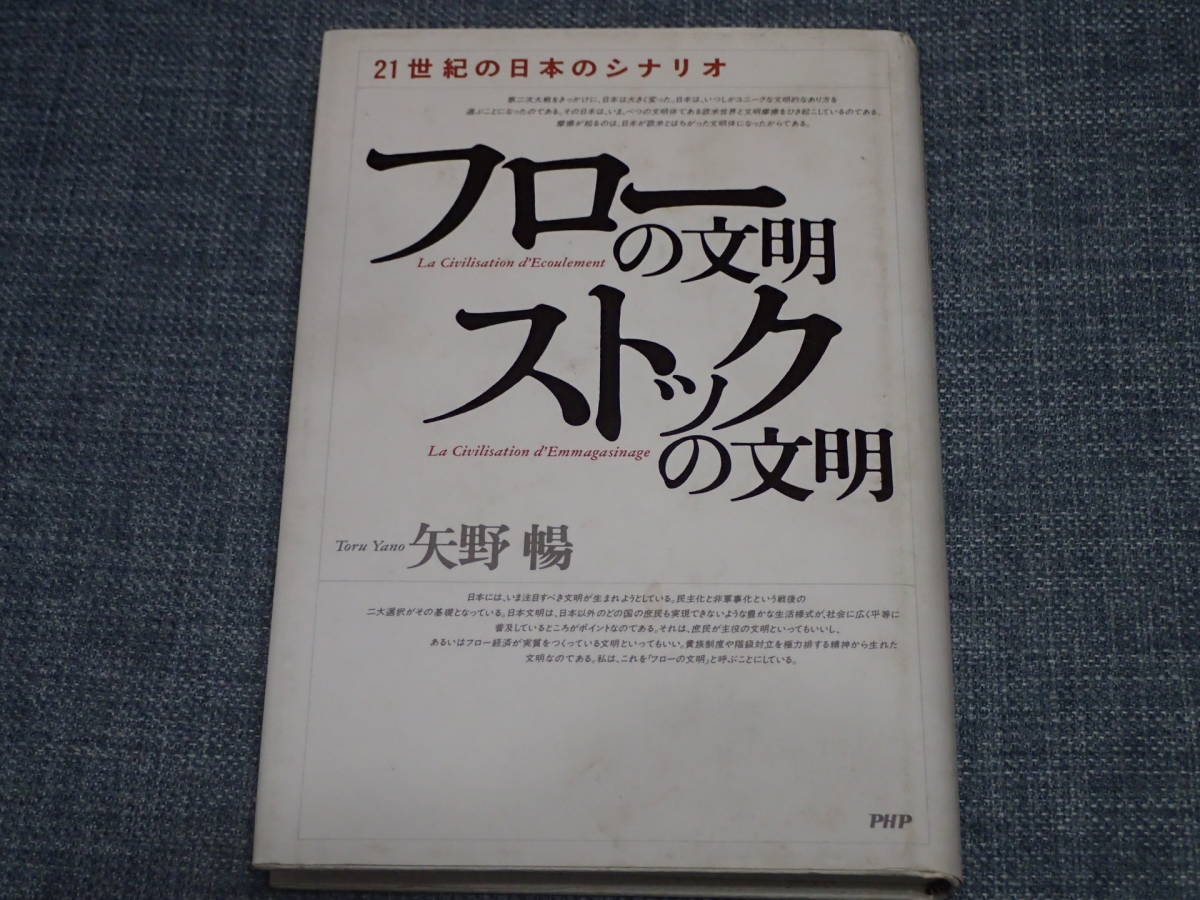 21世紀の日本のシナリオ
第二次大戦をきっかけに、日本は大きく変った。日本は、いつしかユニークな文明的なあり方を
選ぶことになったのである。その日本は、いま、べつの文明体である欧米世界と文明摩擦をひき起こしているのである。
摩擦が起るのは、日本が欧米とはちがった文明体になったからである。
フローの文明
La Civilisation d'Ecoulement
ストックの文明
La Civilisation d'Emmagasinage
Toru Yano 矢野 暢
日本には、いま注目すべき文明が生まれようとしている。民主化と非軍事化という戦後の
二大選択がその基礎となっている。日本文明は、日本以外のどの国の庶民も実現できないような豊かな生活様式が、社会に広く平等に
普及しているところがポイントなのである。それは、庶民が主役の文明といってもいいし、
あるいはフロー経済が実質をつくっている文明といってもいい。貴族制度や階級対立を極力排する精神から生れた
文明なのである。私は、これを「フローの文明」と呼ぶことにしている。
PHP